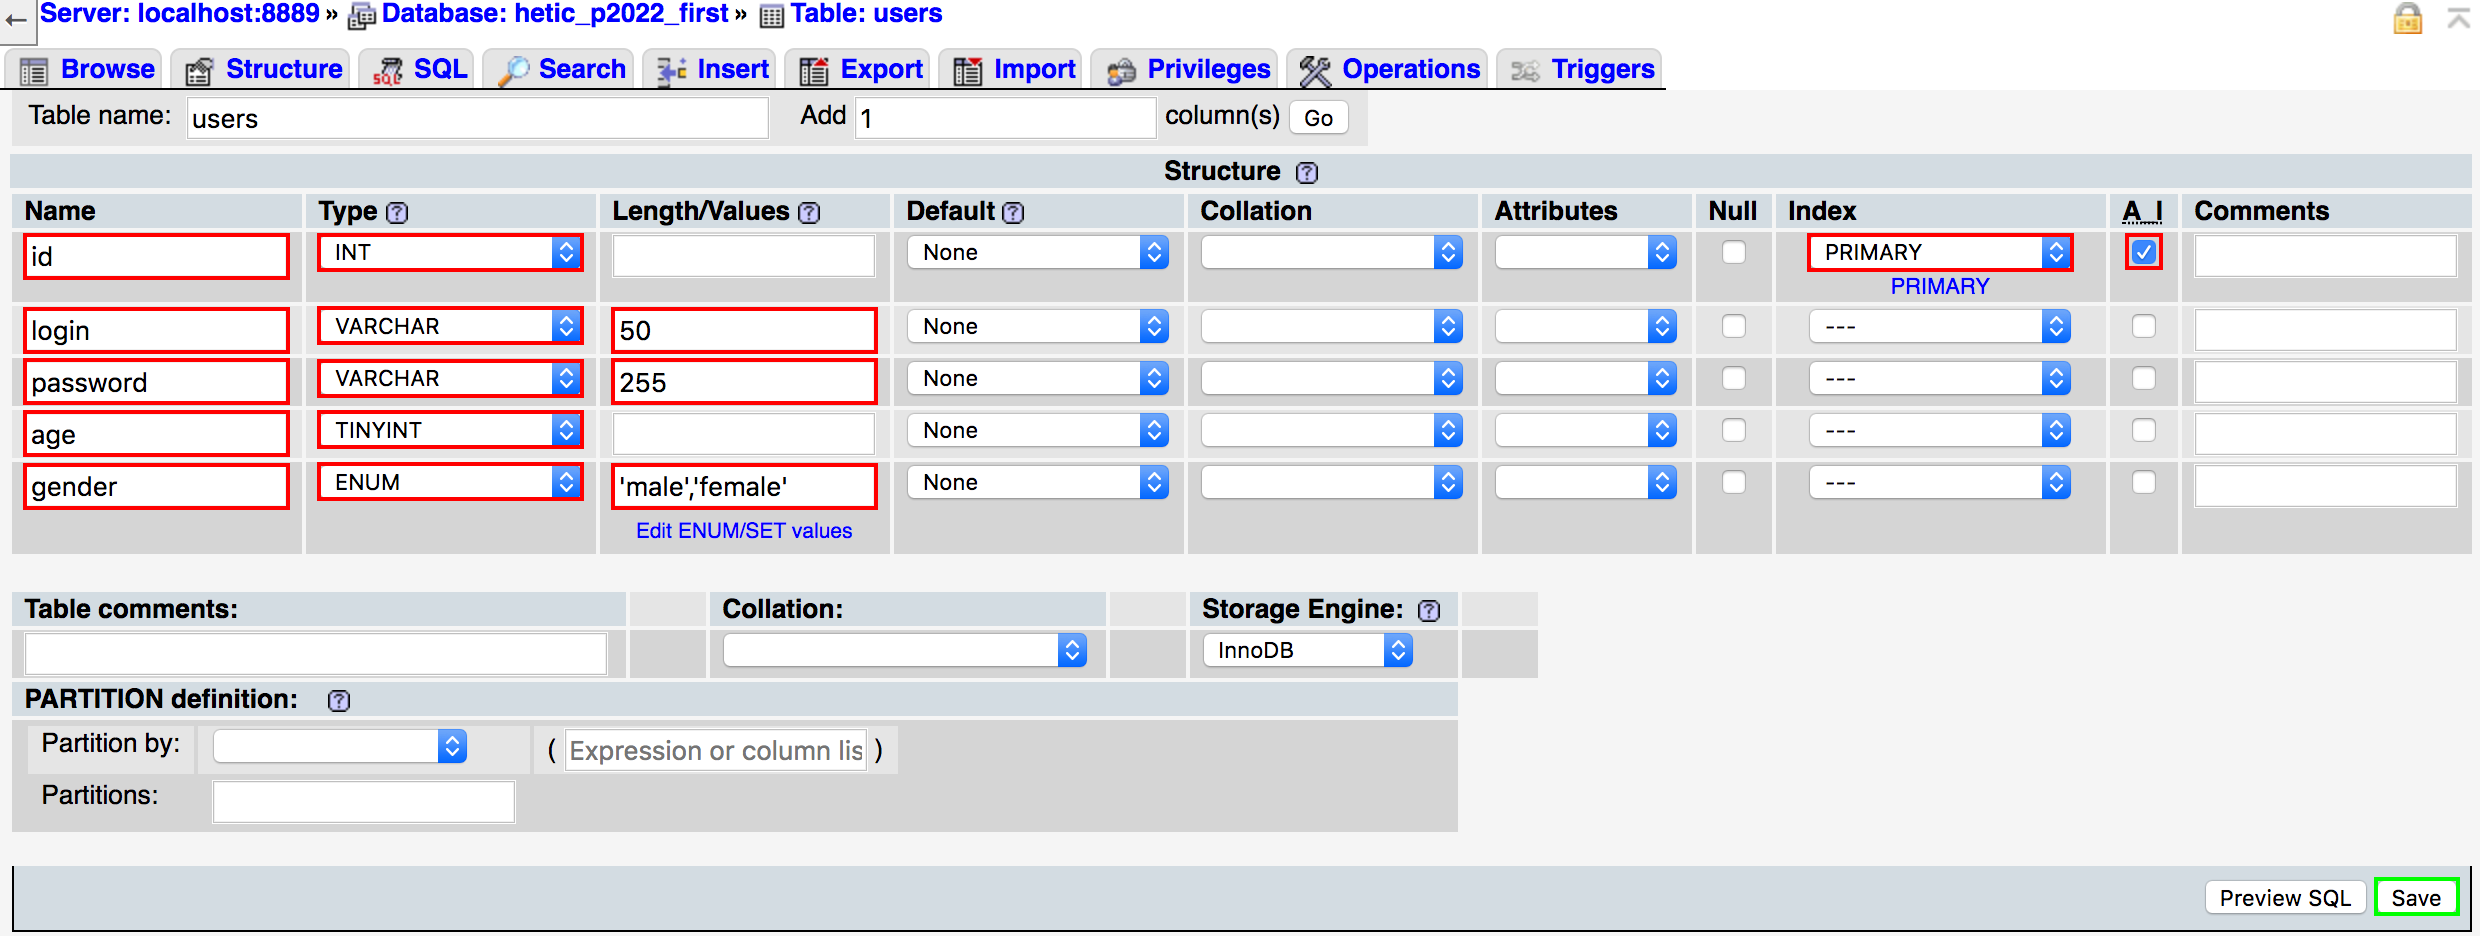 Server: localhost:8889 » Database: hetic_p2022_first » Table: users
Browse Structure SQL Search Insert Export Import Privileges Operations Triggers
Table name: users Add 1 column(s) Go
Structure
Name Type Length/Values Default Collation Attributes Null Index A_I Comments
id INT None PRIMARY
PRIMARY
login VARCHAR 50 None ---
password VARCHAR 255 None ---
age TINYINT None ---
gender ENUM 'male','female' None ---
Edit ENUM/SET values
Table comments: Collation: Storage Engine:
InnoDB
PARTITION definition:
Partition by: ( Expression or column lis )
Partitions:
Preview SQL Save